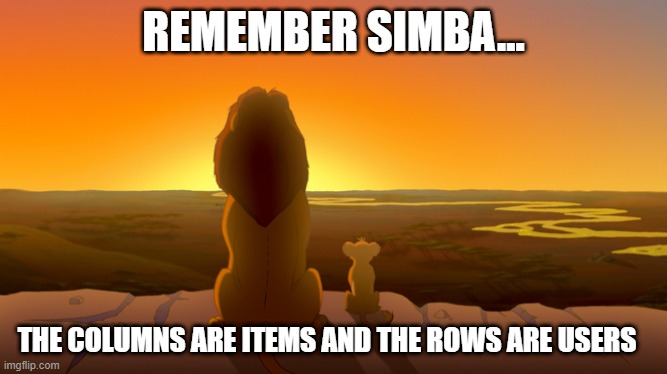 REMEMBER SIMBA...
THE COLUMNS ARE ITEMS AND THE ROWS ARE USERS
imgflip.com